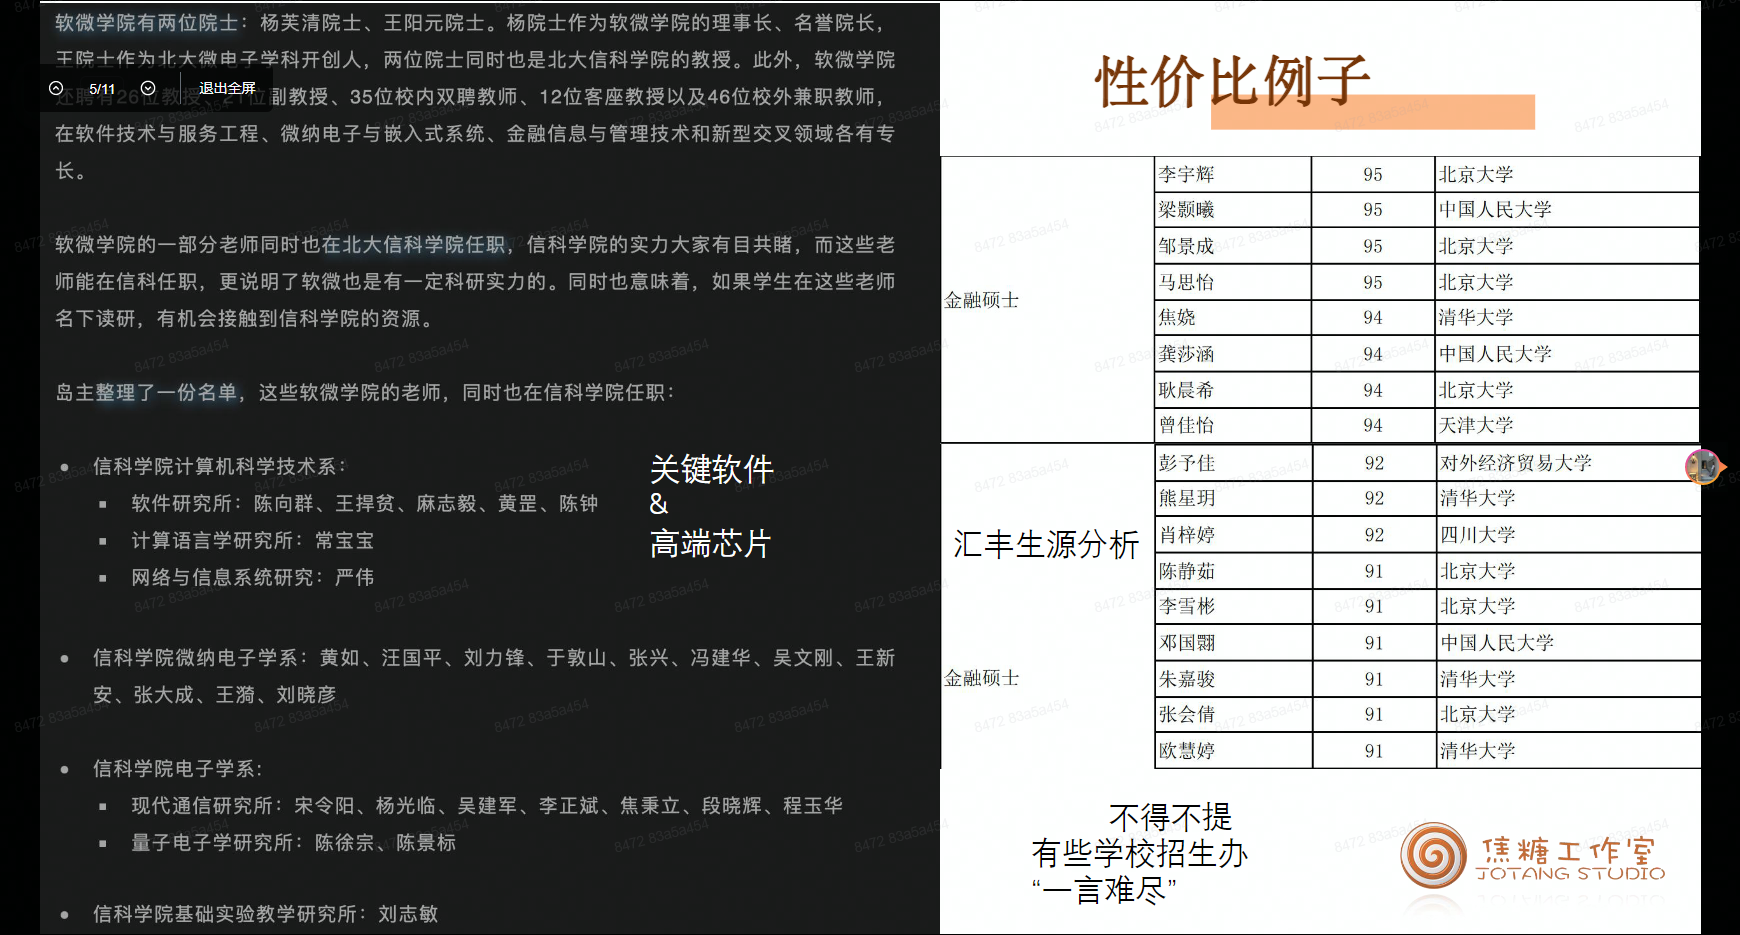 软微学院有两位院士：杨芙清院士、王阳元院士。杨院士作为软微学院的理事长、名誉院长，
王院士作为北大微电子学科开创人，两位院士同时也是北大信科学院的教授。此外，软微学院
还聘有26位教授、21位副教授、35位校内双聘教师、12位客座教授以及46位校外兼职教师，
在软件技术与服务工程、微纳电子与嵌入式系统、金融信息与管理技术和新型交叉领域各有专
长。
5/11
退出全屏
软微学院的一部分老师同时也在北大信科学院任职，信科学院的实力大家有目共睹，而这些老
师能在信科任职，更说明了软微也是有一定科研实力的。同时也意味着，如果学生在这些老师
名下读研，有机会接触到信科学院的资源。
岛主整理了一份名单，这些软微学院的老师，同时也在信科学院任职：
信科学院计算机科学技术系：
软件研究所：陈向群、王捍贫、麻志毅、黄罡、陈钟
计算语言学研究所：常宝宝
网络与信息系统研究：严伟
信科学院微纳电子学系：黄如、汪国平、刘力锋、于敦山、张兴、冯建华、吴文刚、王新
安、张大成、王漪、刘晓彦
信科学院电子学系:
现代通信研究所：宋令阳、杨光临、吴建军、李正斌、焦秉立、段晓辉、程玉华
量子电子学研究所：陈徐宗、陈景标
信科学院基础实验教学研究所：刘志敏
关键软件
&
高端芯片
性价比例子
金融硕士
李宇辉 95 北京大学
梁颢曦 95 中国人民大学
邹景成 95 北京大学
马思怡 95 北京大学
焦娆 94 清华大学
龚莎涵 94 中国人民大学
耿晨希 94 北京大学
曾佳怡 94 天津大学
汇丰生源分析
金融硕士
彭予佳 92 对外经济贸易大学
熊星玥 92 清华大学
肖梓婷 92 四川大学
陈静茹 91 北京大学
李雪彬 91 北京大学
邓国翾 91 中国人民大学
朱嘉骏 91 清华大学
张会倩 91 北京大学
欧慧婷 91 清华大学
不得不提
有些学校招生办
“一言难尽”
焦糖工作室
JOTANG STUDIO
8472 83a5a454